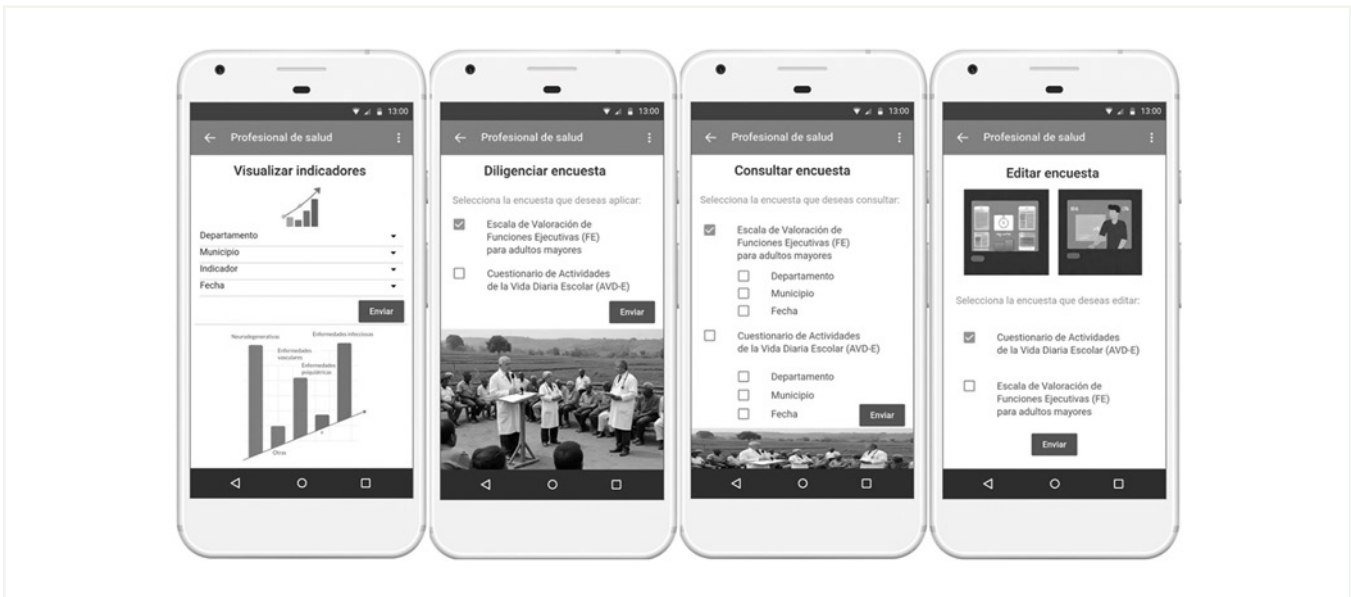 13:00
Profesional de salud
Visualizar indicadores
Departamento
Municipio
Indicador
Fecha
Enviar
Neurodegenerativas
Enfermedades
vasculares
Enfermedades
psiquiátricas
Enfermedades infecciosas
Otras
13:00
Profesional de salud
Diligenciar encuesta
Selecciona la encuesta que deseas aplicar:
Escala de Valoración de
Funciones Ejecutivas (FE)
para adultos mayores
Cuestionario de Actividades
de la Vida Diaria Escolar (AVD-E)
Enviar
13:00
Profesional de salud
Consultar encuesta
Selecciona la encuesta que deseas consultar:
Escala de Valoración de
Funciones Ejecutivas (FE)
para adultos mayores
Departamento
Municipio
Fecha
Cuestionario de Actividades
de la Vida Diaria Escolar (AVD-E)
Departamento
Municipio
Fecha
Enviar
13:00
Profesional de salud
Editar encuesta
Selecciona la encuesta que deseas editar:
Cuestionario de Actividades
de la Vida Diaria Escolar (AVD-E)
Escala de Valoración de
Funciones Ejecutivas (FE)
para adultos mayores
Enviar